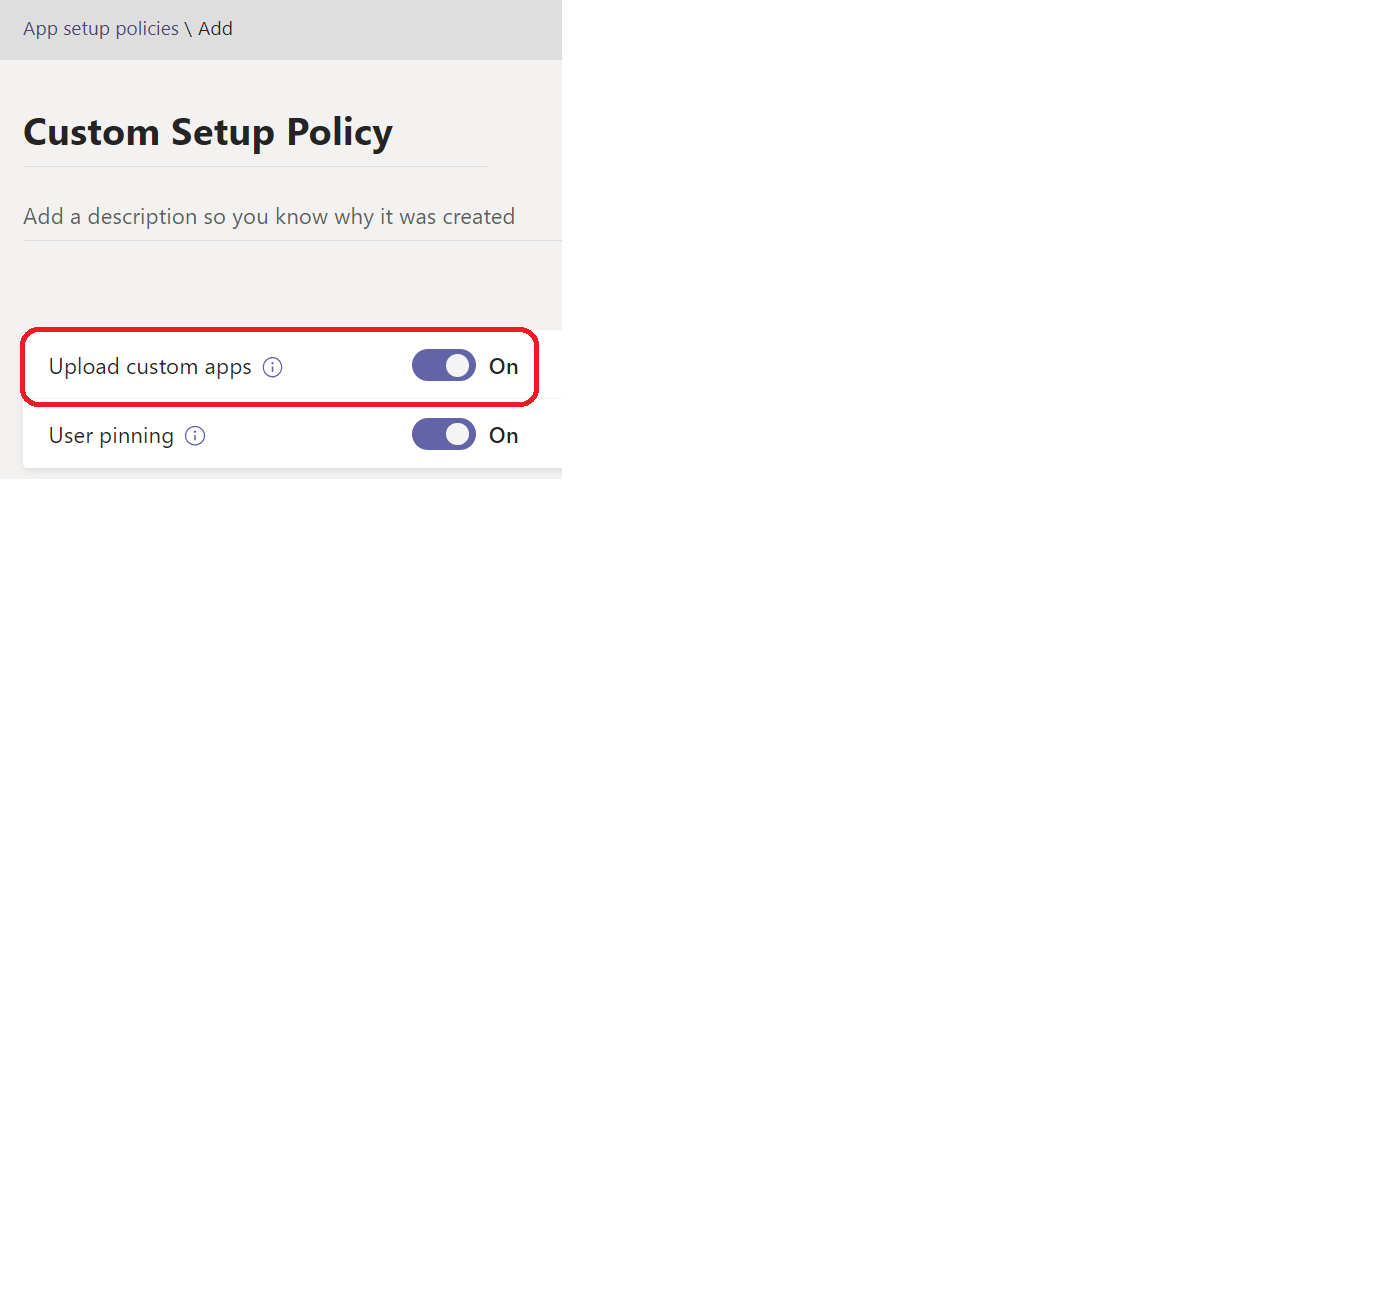 App setup policies \ Add
Custom Setup Policy
Add a description so you know why it was created
Upload custom apps On
User pinning On